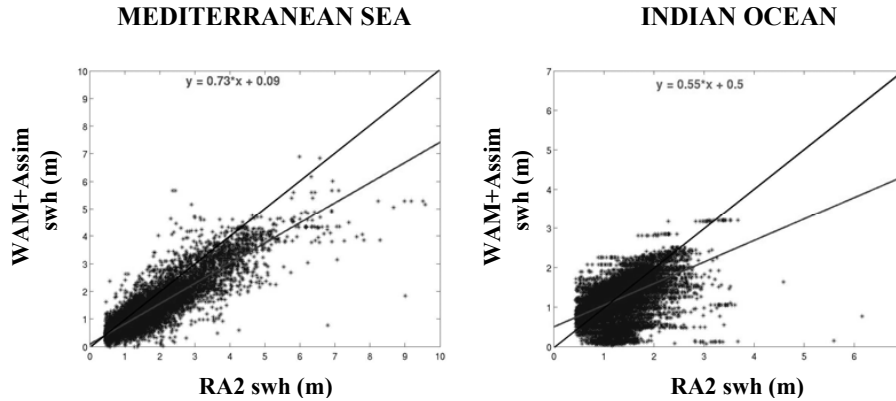 MEDITERRANEAN SEA
y = 0.73*x + 0.09
WAM+Assim
swh (m)
10
9
8
7
6
5
4
3
2
1
0
0 1 2 3 4 5 6 7 8 9 10
RA2 swh (m)
INDIAN OCEAN
y = 0.55*x + 0.5
WAM+Assim
swh (m)
7
6
5
4
3
2
1
0
0 1 2 3 4 5 6
RA2 swh (m)